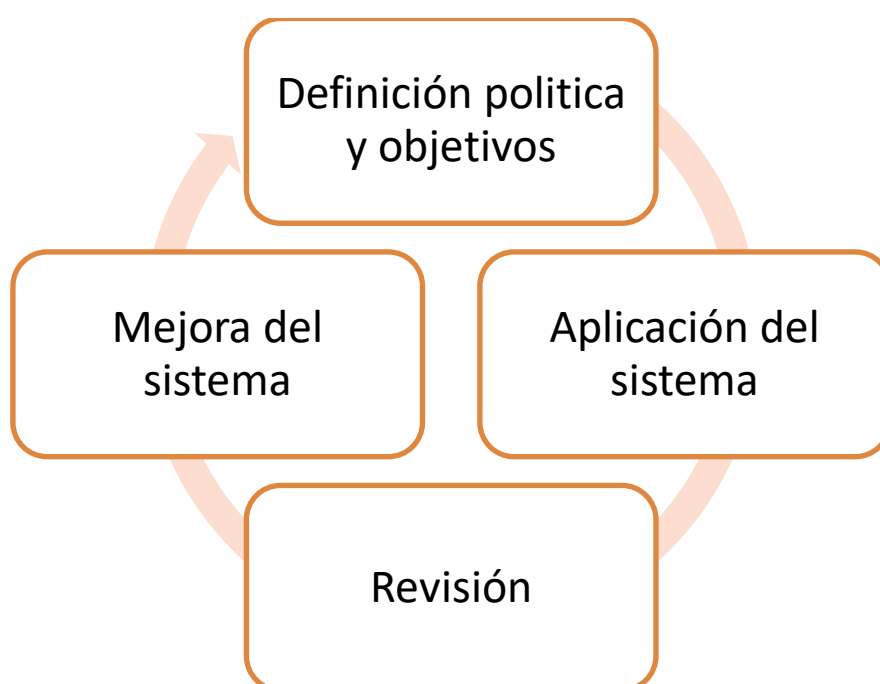 Definición politica
y objetivos
Aplicación del
sistema
Revisión
Mejora del
sistema